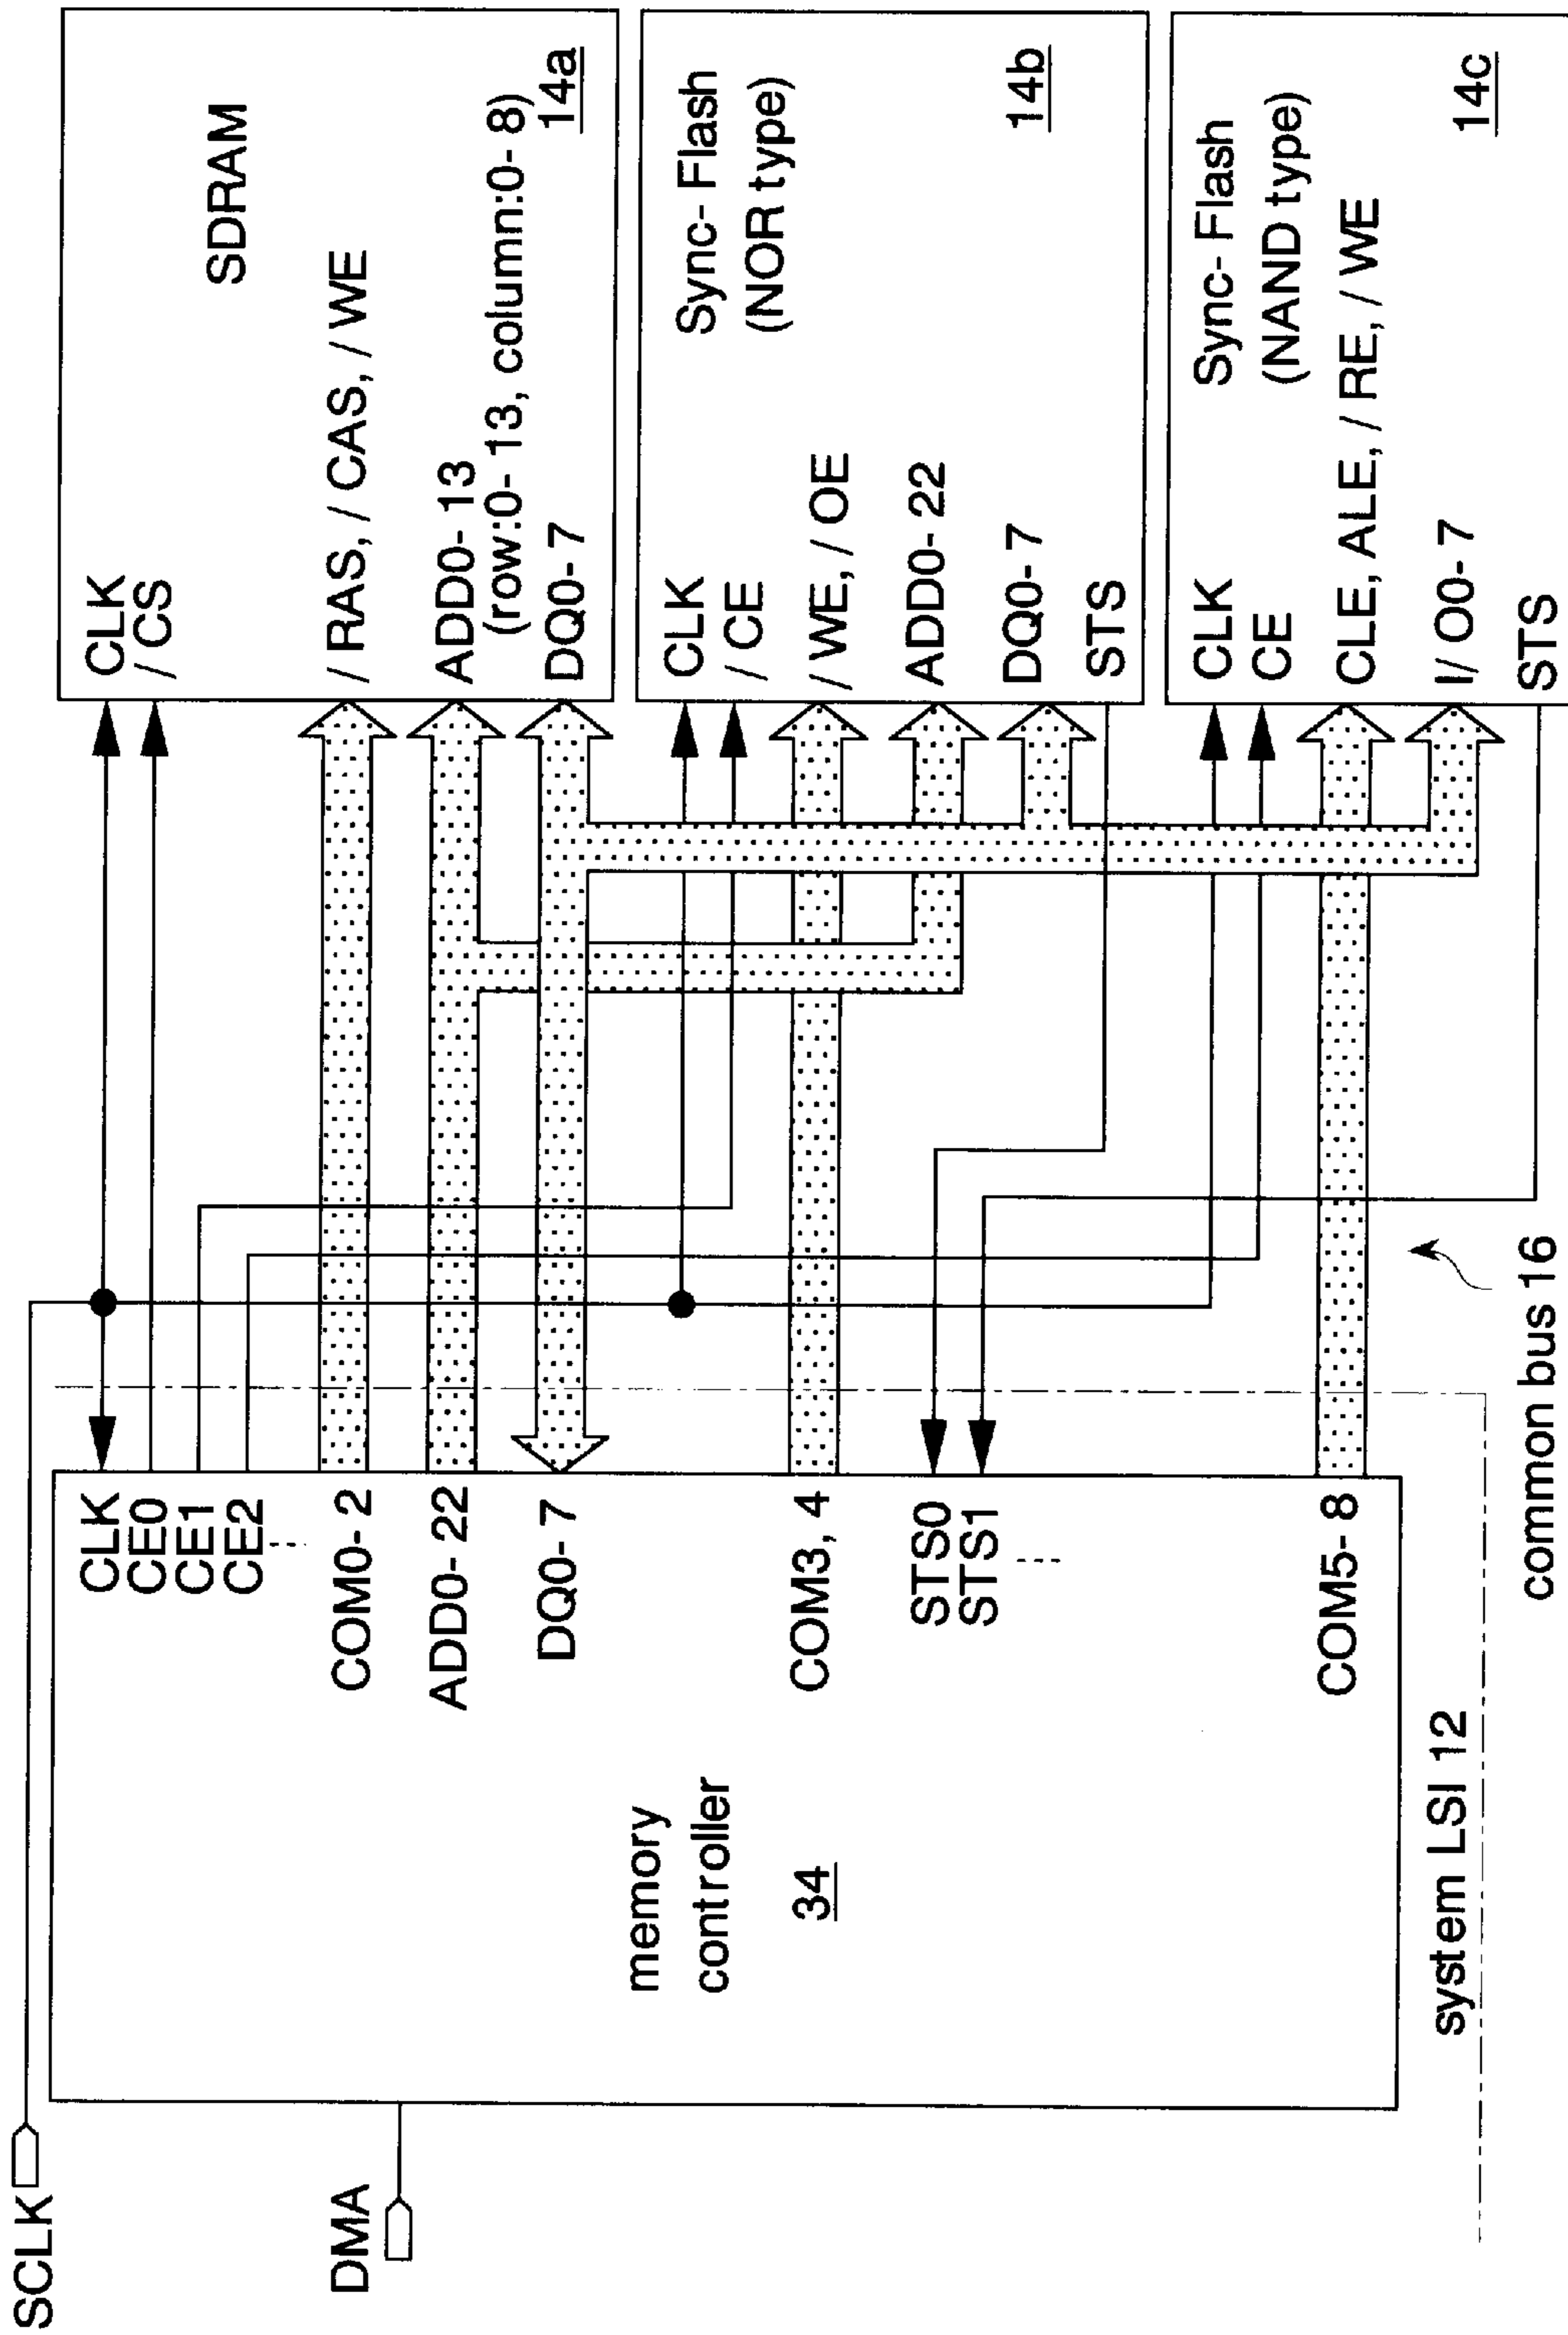 SCLK
DMA
memory
controller
34
CLK
CE0
CE1
CE2
COM0- 2
ADD0- 22
DQ0- 7
COM3, 4
STS0
STS1
COM5- 8
system LSI 12
common bus 16
SDRAM
14a
CLK
/ CS
/ RAS, / CAS, / WE
ADD0- 13
(row:0- 13, column:0- 8)
DQ0- 7
Sync- Flash
(NOR type)
14b
CLK
/ CE
/ WE, / OE
ADD0- 22
DQ0- 7
STS
Sync- Flash
(NAND type)
14c
CLK
CE
CLE, ALE, / RE, / WE
I/ O0- 7
STS